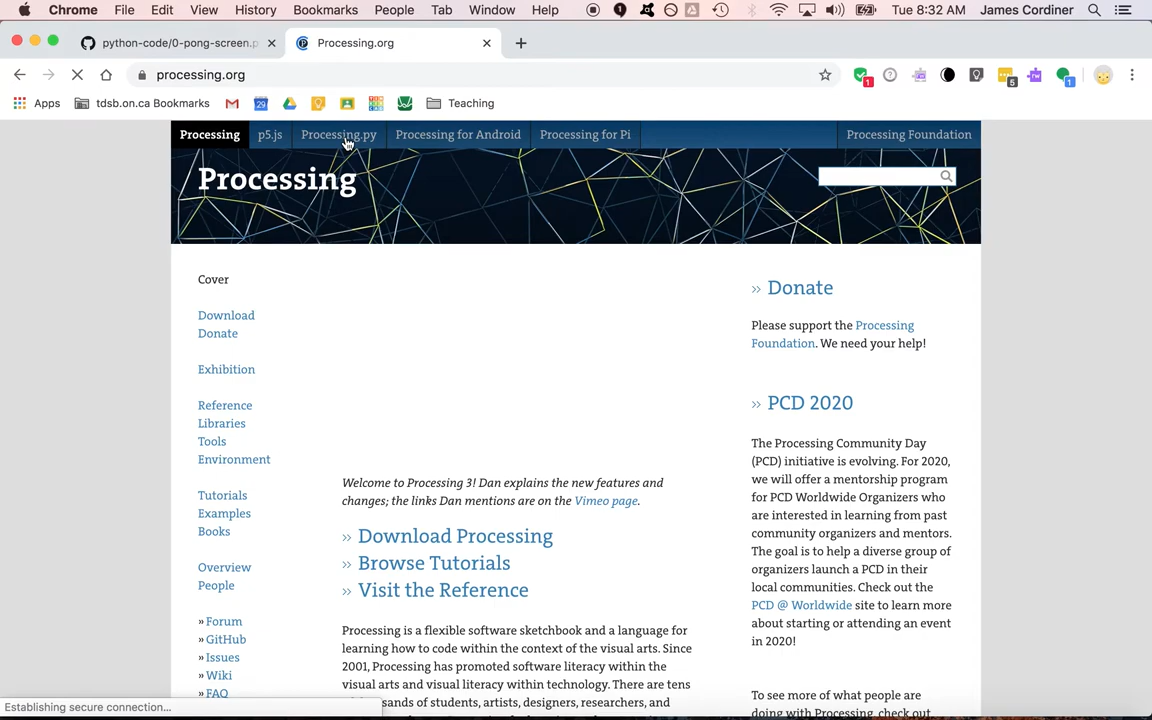 Chrome File Edit View History Bookmarks People Tab Window Help Tue 8:32 AM James Cordiner
python-code/0-pong-screen.p
Processing.org
processing.org
1
5
1
Apps tdsb.on.ca Bookmarks 29 Teaching
Processing p5.js Processing.py Processing for Android Processing for Pi Processing Foundation
Processing
Cover
Download
Donate
Exhibition
Reference
Libraries
Tools
Environment
Tutorials
Examples
Books
Overview
People
» Forum
» GitHub
» Issues
» Wiki
» FAQ
Welcome to Processing 3! Dan explains the new features and
changes; the links Dan mentions are on the Vimeo page.
» Download Processing
» Browse Tutorials
» Visit the Reference
Processing is a flexible software sketchbook and a language for
learning how to code within the context of the visual arts. Since
2001, Processing has promoted software literacy within the
visual arts and visual literacy within technology. There are tens
sands of students, artists, designers, researchers, and
» Donate
Please support the Processing
Foundation. We need your help!
» PCD 2020
The Processing Community Day
(PCD) initiative is evolving. For 2020,
we will offer a mentorship program
for PCD Worldwide Organizers who
are interested in learning from past
community organizers and mentors.
The goal is to help a diverse group of
organizers launch a PCD in their
local communities. Check out the
PCD @ Worldwide site to learn more
about starting or attending an event
in 2020!
To see more of what people are
doing with Processing, check out
Establishing secure connection...